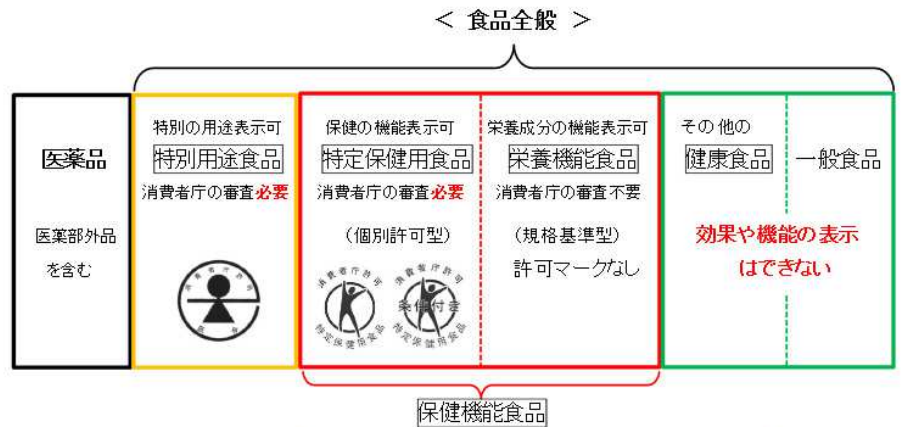 ＜ 食品全般 ＞
医薬品
医薬部外品
を含む
特別の用途表示可
特別用途食品
消費者庁の審査必要
消費者庁許可
保健の機能表示可
特定保健用食品
消費者庁の審査必要
（個別許可型）
消費者庁許可
特定保健用食品
消費者庁許可
条件付き
特定保健用食品
栄養成分の機能表示可
栄養機能食品
消費者庁の審査不要
（規格基準型）
許可マークなし
その他の
健康食品
一般食品
効果や機能の表示
はできない
保健機能食品